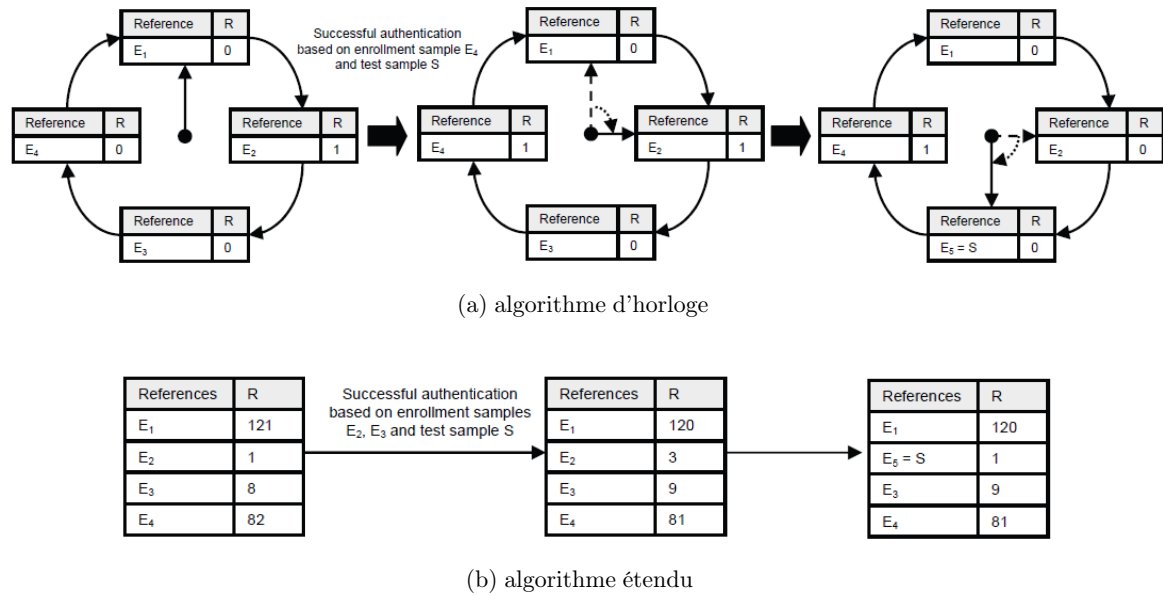 Reference R
E1 0
Reference R
E4 0
Reference R
E2 1
Reference R
E3 0
Successful authentication
based on enrollment sample E4
and test sample S
Reference R
E1 0
Reference R
E4 1
Reference R
E2 1
Reference R
E3 0
Reference R
E1 0
Reference R
E4 1
Reference R
E2 0
Reference R
E5 = S 0
(a) algorithme d'horloge
References R
E1 121
E2 1
E3 8
E4 82
Successful authentication
based on enrollment samples
E2, E3 and test sample S
References R
E1 120
E2 3
E3 9
E4 81
References R
E1 120
E5 = S 1
E3 9
E4 81
(b) algorithme étendu